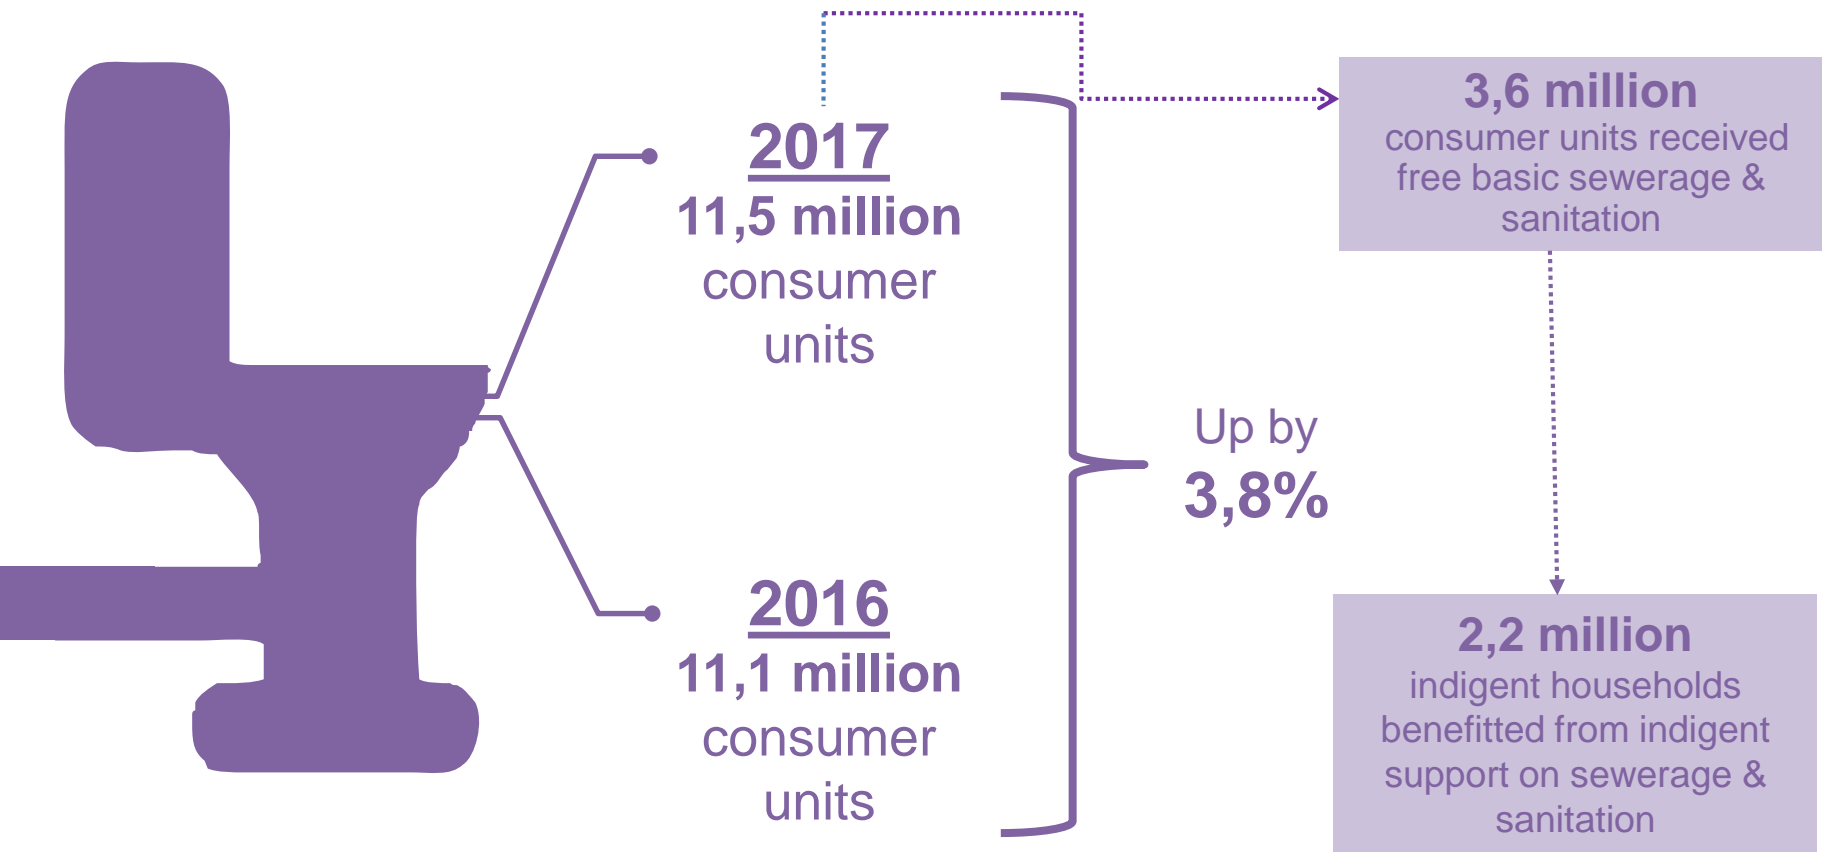 2017
11,5 million
consumer
units
2016
11,1 million
consumer
units
Up by
3,8%
3,6 million
consumer units received
free basic sewerage &
sanitation
2,2 million
indigent households
benefitted from indigent
support on sewerage &
sanitation